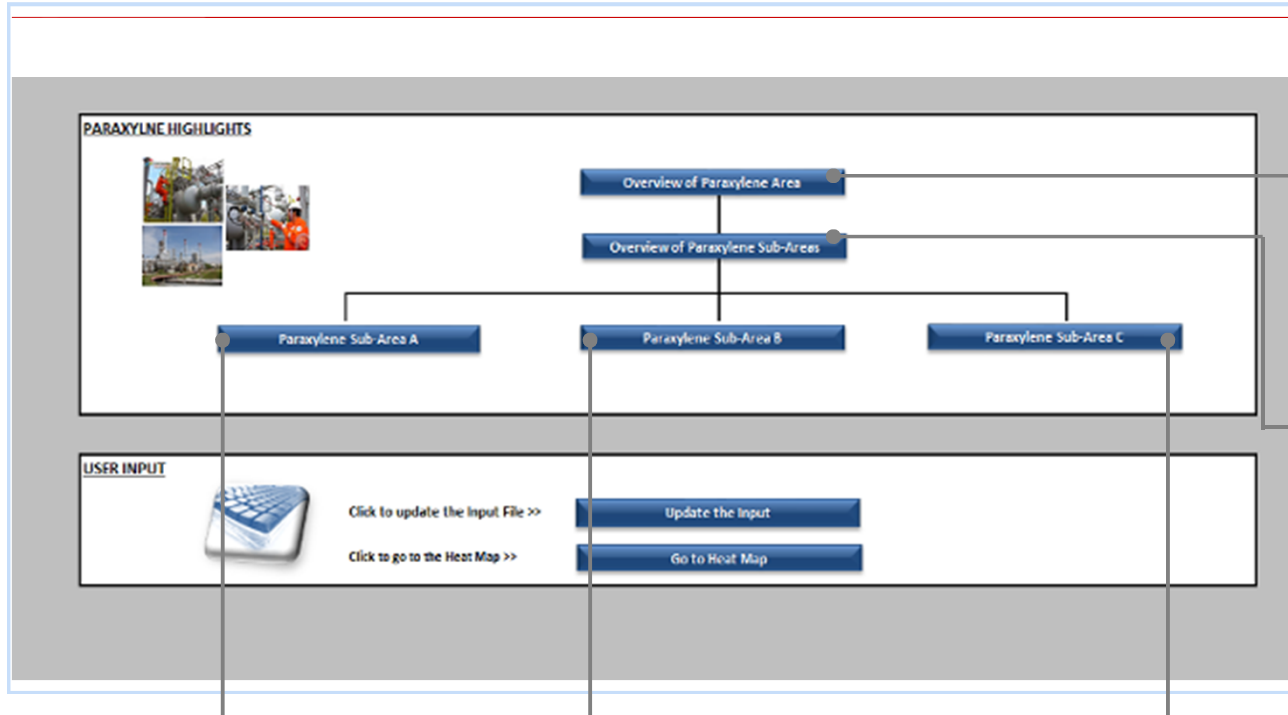 PARAXYLNE HIGHLIGHTS
Overview of Paraxylene Area
Overview of Paraxylene Sub-Areas
Paraxylene Sub-Area A
Paraxylene Sub-Area B
Paraxylene Sub-Area C
USER INPUT
Click to update the Input File >>
Update the Input
Click to go to the Heat Map >>
Go to Heat Map